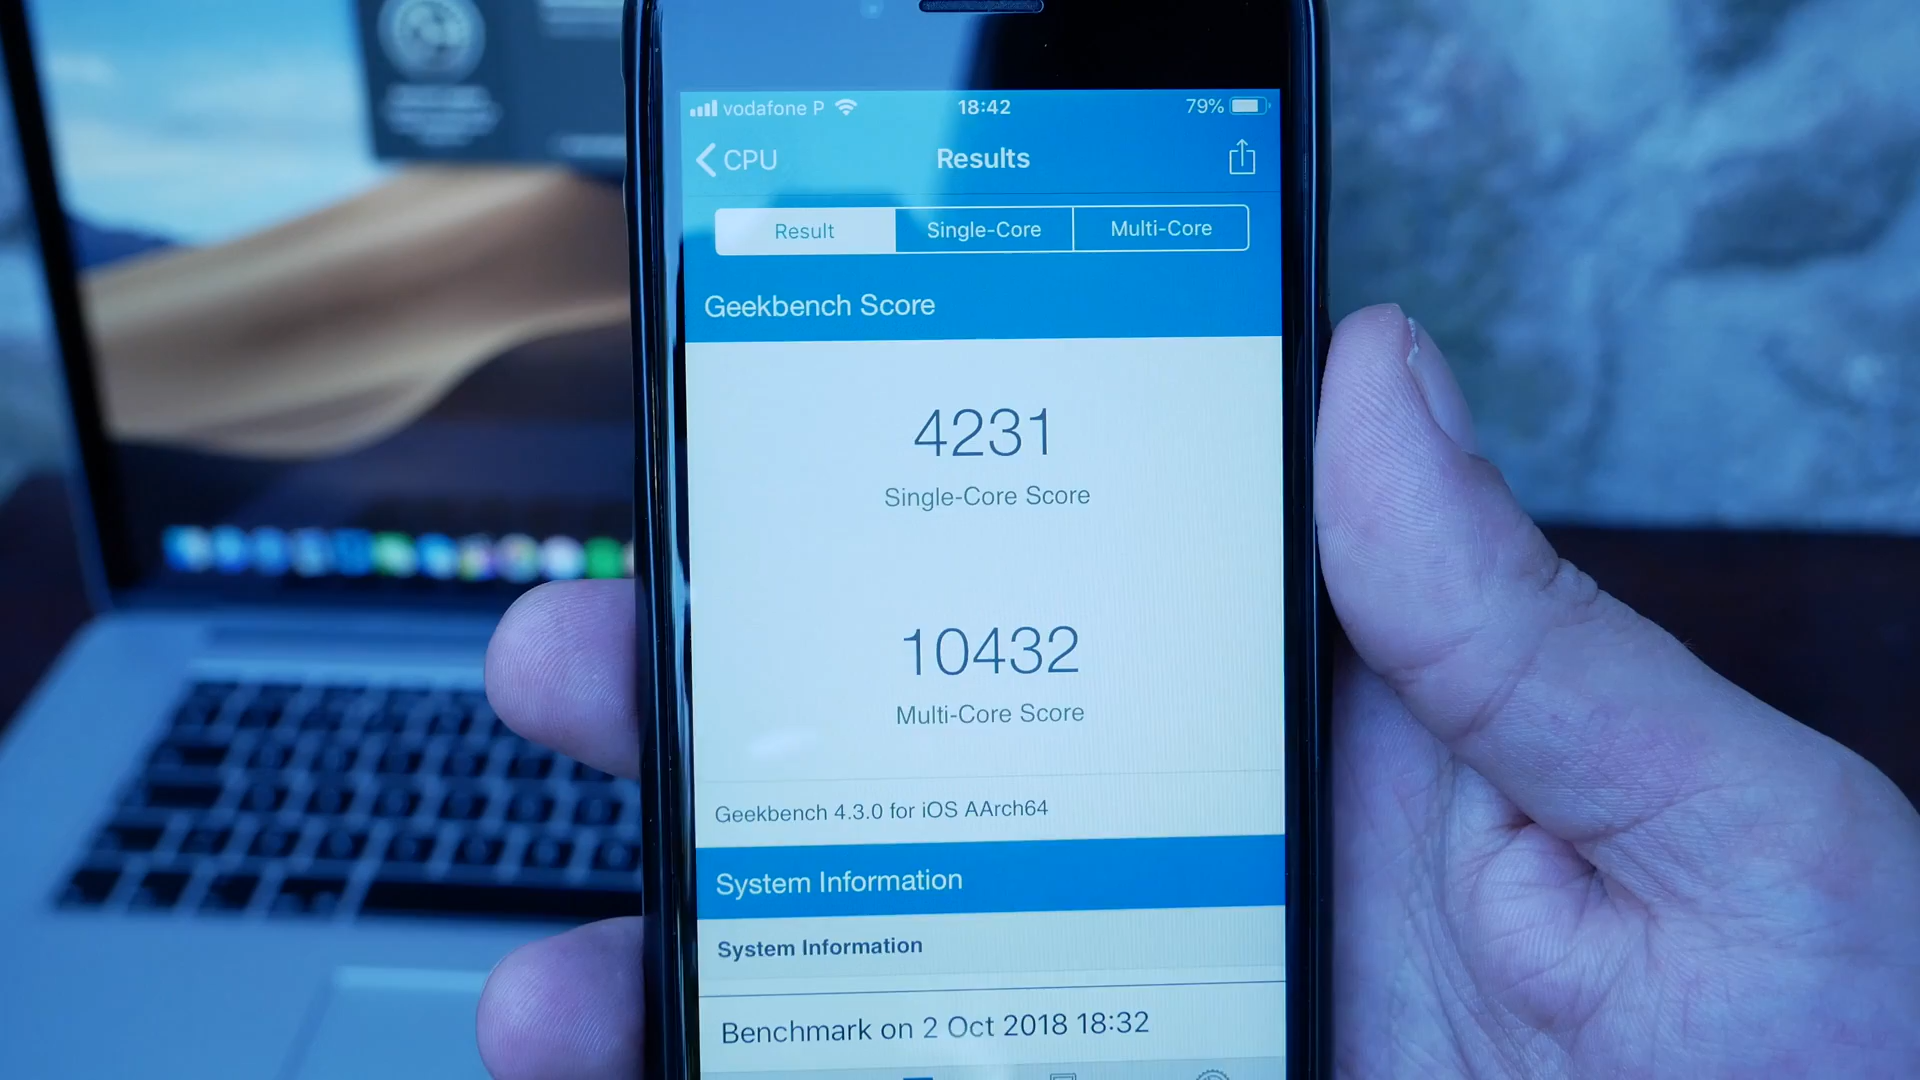 vodafone P 18:42 79%
CPU Results
Result Single-Core Multi-Core
Geekbench Score
4231
Single-Core Score
10432
Multi-Core Score
Geekbench 4.3.0 for iOS AArch64
System Information
System Information
Benchmark on 2 Oct 2018 18:32